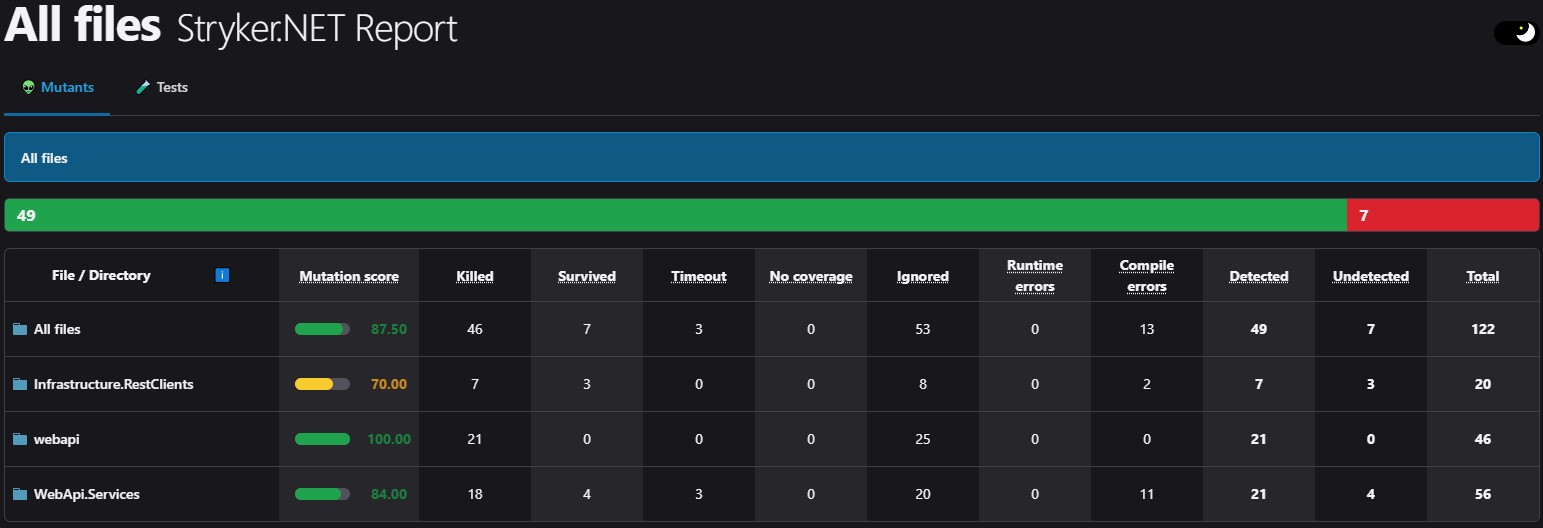 All files Stryker.NET Report
👽 Mutants 🧪 Tests
All files
49 7
File / Directory i Mutation score Killed Survived Timeout No coverage Ignored Runtime errors Compile errors Detected Undetected Total
All files 87.50 46 7 3 0 53 0 13 49 7 122
Infrastructure.RestClients 70.00 7 3 0 0 8 0 2 7 3 20
webapi 100.00 21 0 0 0 25 0 0 21 0 46
WebApi.Services 84.00 18 4 3 0 20 0 11 21 4 56